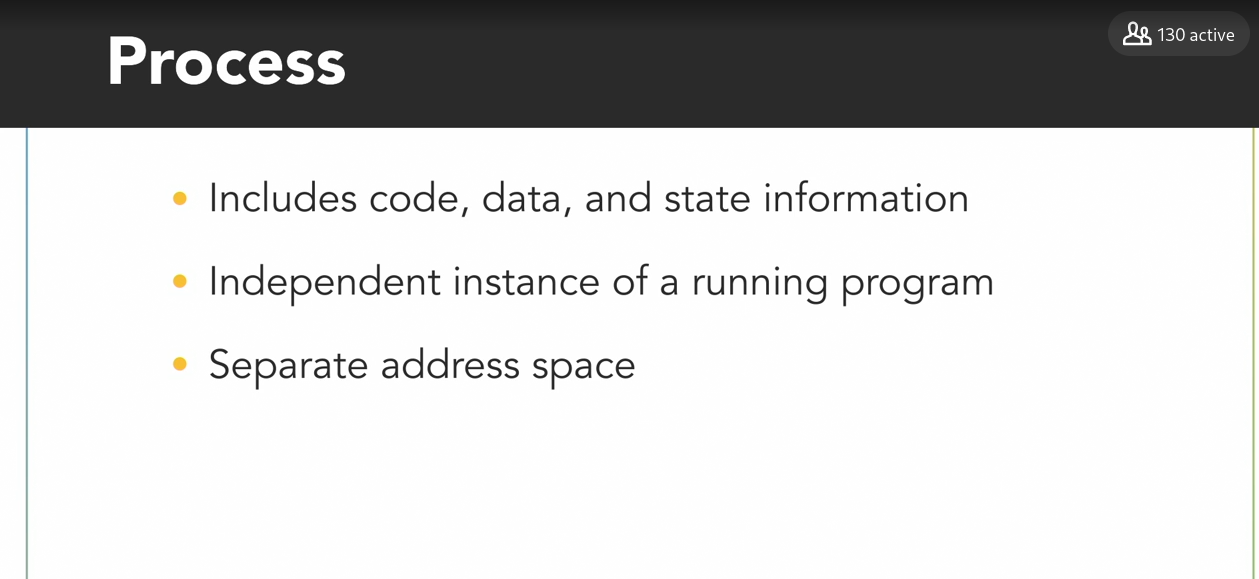 Process
130 active
Includes code, data, and state information
Independent instance of a running program
Separate address space